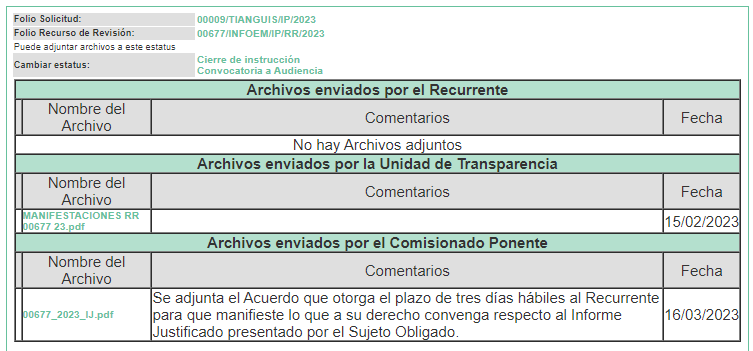 Folio Solicitud: 00009/TIANGUIS/IP/2023
Folio Recurso de Revisión: 00677/INFOEM/IP/RR/2023
Puede adjuntar archivos a este estatus
Cambiar estatus: Cierre de instrucción
Convocatoria a Audiencia
Archivos enviados por el Recurrente
Nombre del Archivo Comentarios Fecha
No hay Archivos adjuntos
Archivos enviados por la Unidad de Transparencia
Nombre del Archivo Comentarios Fecha
MANIFESTACIONES RR
00677 23.pdf 15/02/2023
Archivos enviados por el Comisionado Ponente
Nombre del Archivo Comentarios Fecha
Se adjunta el Acuerdo que otorga el plazo de tres días hábiles al Recurrente
00677_2023_IJ.pdf para que manifieste lo que a su derecho convenga respecto al Informe 16/03/2023
Justificado presentado por el Sujeto Obligado.